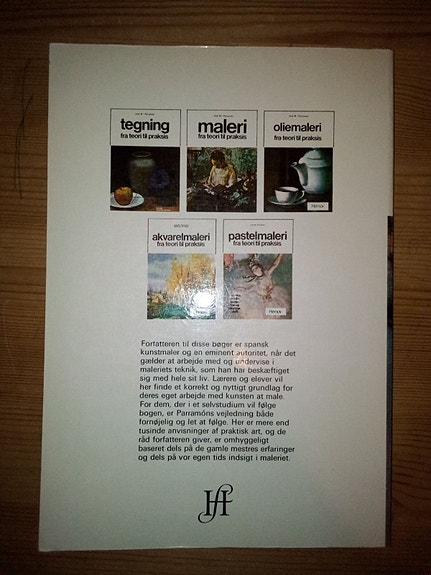 tegning
fra teori til praksis
maleri
fra teori til praksis
oliemaleri
fra teori til praksis
Hernov
akvarelmaleri
fra teori til praksis
Hernov
pastelmaleri
fra teori til praksis
Hernov
Forfatteren til disse bøger er spansk
kunstmaler og en eminent autoritet, når det
gælder at arbejde med og undervise i
maleriets teknik, som han har beskæftiget
sig med hele sit liv. Lærere og elever vil
her finde et korrekt og nyttigt grundlag for
deres eget arbejde med kunsten at male.
For dem, der i et selvstudium vil følge
bogen, er Parramóns vejledning både
fornøjelig og let at følge. Her er mere end
tusinde anvisninger af praktisk art, og de
råd forfatteren giver, er omhyggeligt
baseret dels på de gamle mestres erfaringer
og dels på vor egen tids indsigt i maleriet.